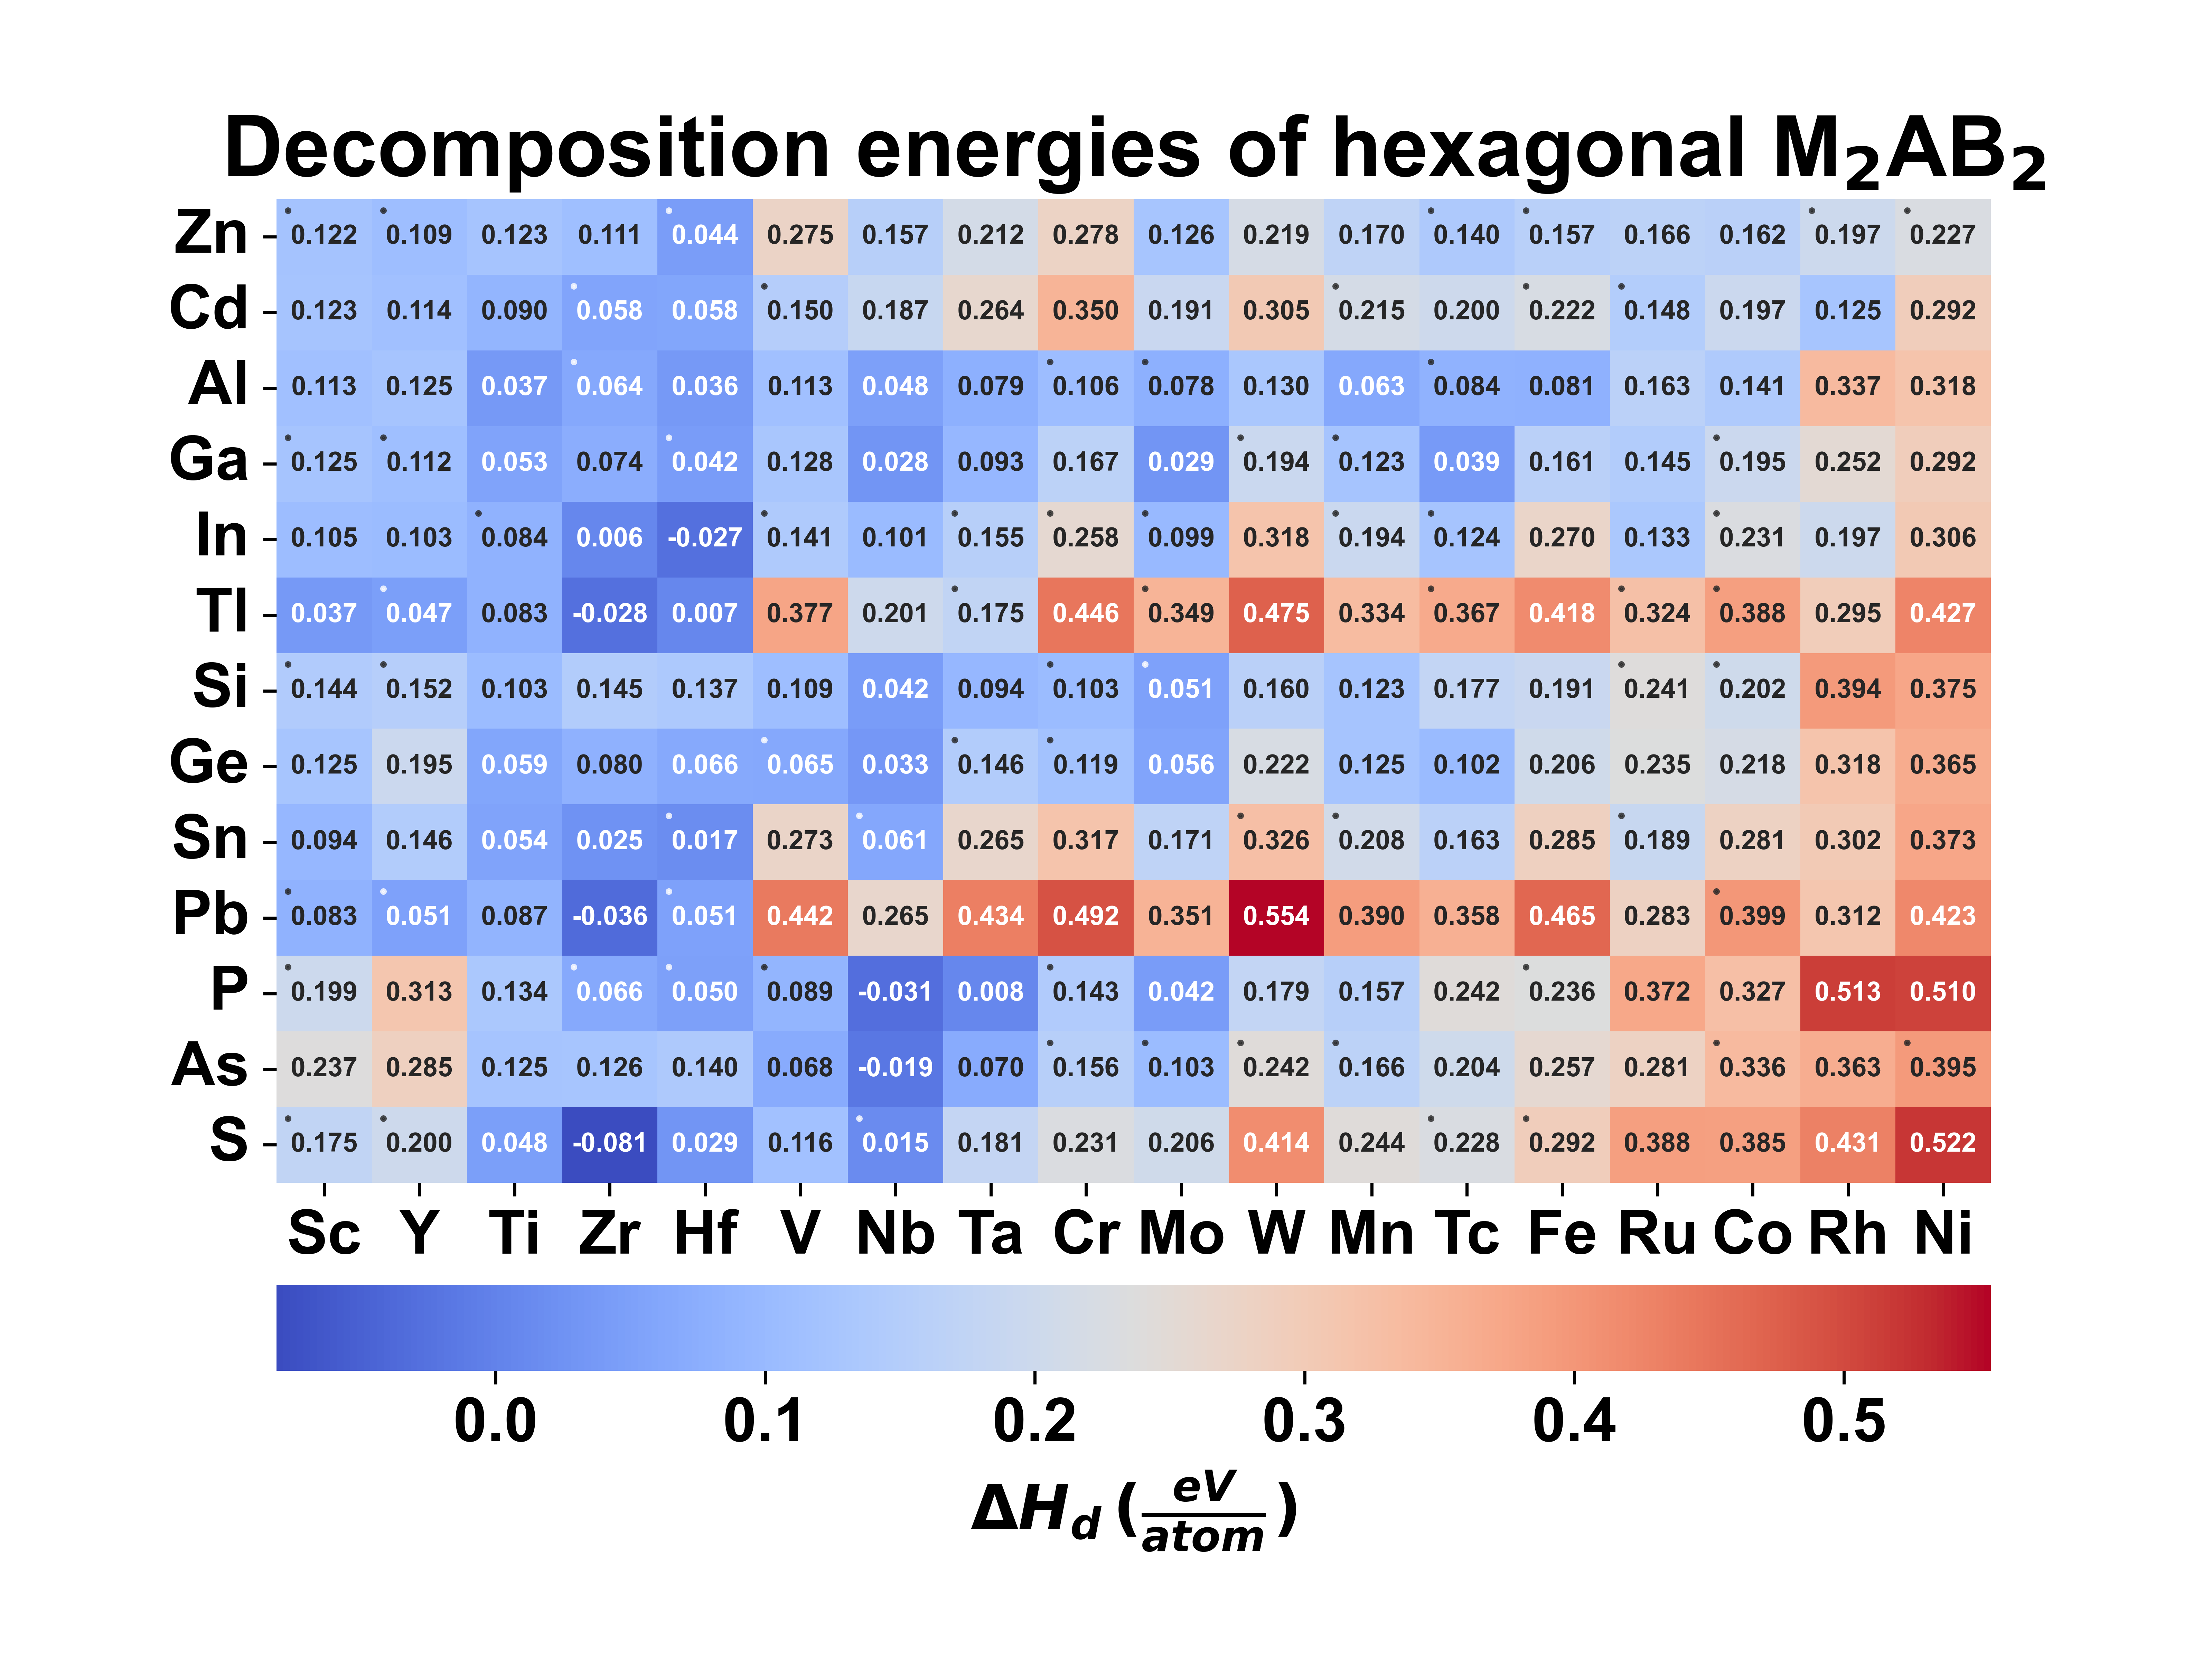 Decomposition energies of hexagonal M₂AB₂
Zn 0.122 0.109 0.123 0.111 0.044 0.275 0.157 0.212 0.278 0.126 0.219 0.170 0.140 0.157 0.166 0.162 0.197 0.227
Cd 0.123 0.114 0.090 0.058 0.058 0.150 0.187 0.264 0.350 0.191 0.305 0.215 0.200 0.222 0.148 0.197 0.125 0.292
Al 0.113 0.125 0.037 0.064 0.036 0.113 0.048 0.079 0.106 0.078 0.130 0.063 0.084 0.081 0.163 0.141 0.337 0.318
Ga 0.125 0.112 0.053 0.074 0.042 0.128 0.028 0.093 0.167 0.029 0.194 0.123 0.039 0.161 0.145 0.195 0.252 0.292
In 0.105 0.103 0.084 0.006 -0.027 0.141 0.101 0.155 0.258 0.099 0.318 0.194 0.124 0.270 0.133 0.231 0.197 0.306
Tl 0.037 0.047 0.083 -0.028 0.007 0.377 0.201 0.175 0.446 0.349 0.475 0.334 0.367 0.418 0.324 0.388 0.295 0.427
Si 0.144 0.152 0.103 0.145 0.137 0.109 0.042 0.094 0.103 0.051 0.160 0.123 0.177 0.191 0.241 0.202 0.394 0.375
Ge 0.125 0.195 0.059 0.080 0.066 0.065 0.033 0.146 0.119 0.056 0.222 0.125 0.102 0.206 0.235 0.218 0.318 0.365
Sn 0.094 0.146 0.054 0.025 0.017 0.273 0.061 0.265 0.317 0.171 0.326 0.208 0.163 0.285 0.189 0.281 0.302 0.373
Pb 0.083 0.051 0.087 -0.036 0.051 0.442 0.265 0.434 0.492 0.351 0.554 0.390 0.358 0.465 0.283 0.399 0.312 0.423
P 0.199 0.313 0.134 0.066 0.050 0.089 -0.031 0.008 0.143 0.042 0.179 0.157 0.242 0.236 0.372 0.327 0.513 0.510
As 0.237 0.285 0.125 0.126 0.140 0.068 -0.019 0.070 0.156 0.103 0.242 0.166 0.204 0.257 0.281 0.336 0.363 0.395
S 0.175 0.200 0.048 -0.081 0.029 0.116 0.015 0.181 0.231 0.206 0.414 0.244 0.228 0.292 0.388 0.385 0.431 0.522
Sc Y Ti Zr Hf V Nb Ta Cr Mo W Mn Tc Fe Ru Co Rh Ni
0.0 0.1 0.2 0.3 0.4 0.5
ΔH_d (eV/atom)